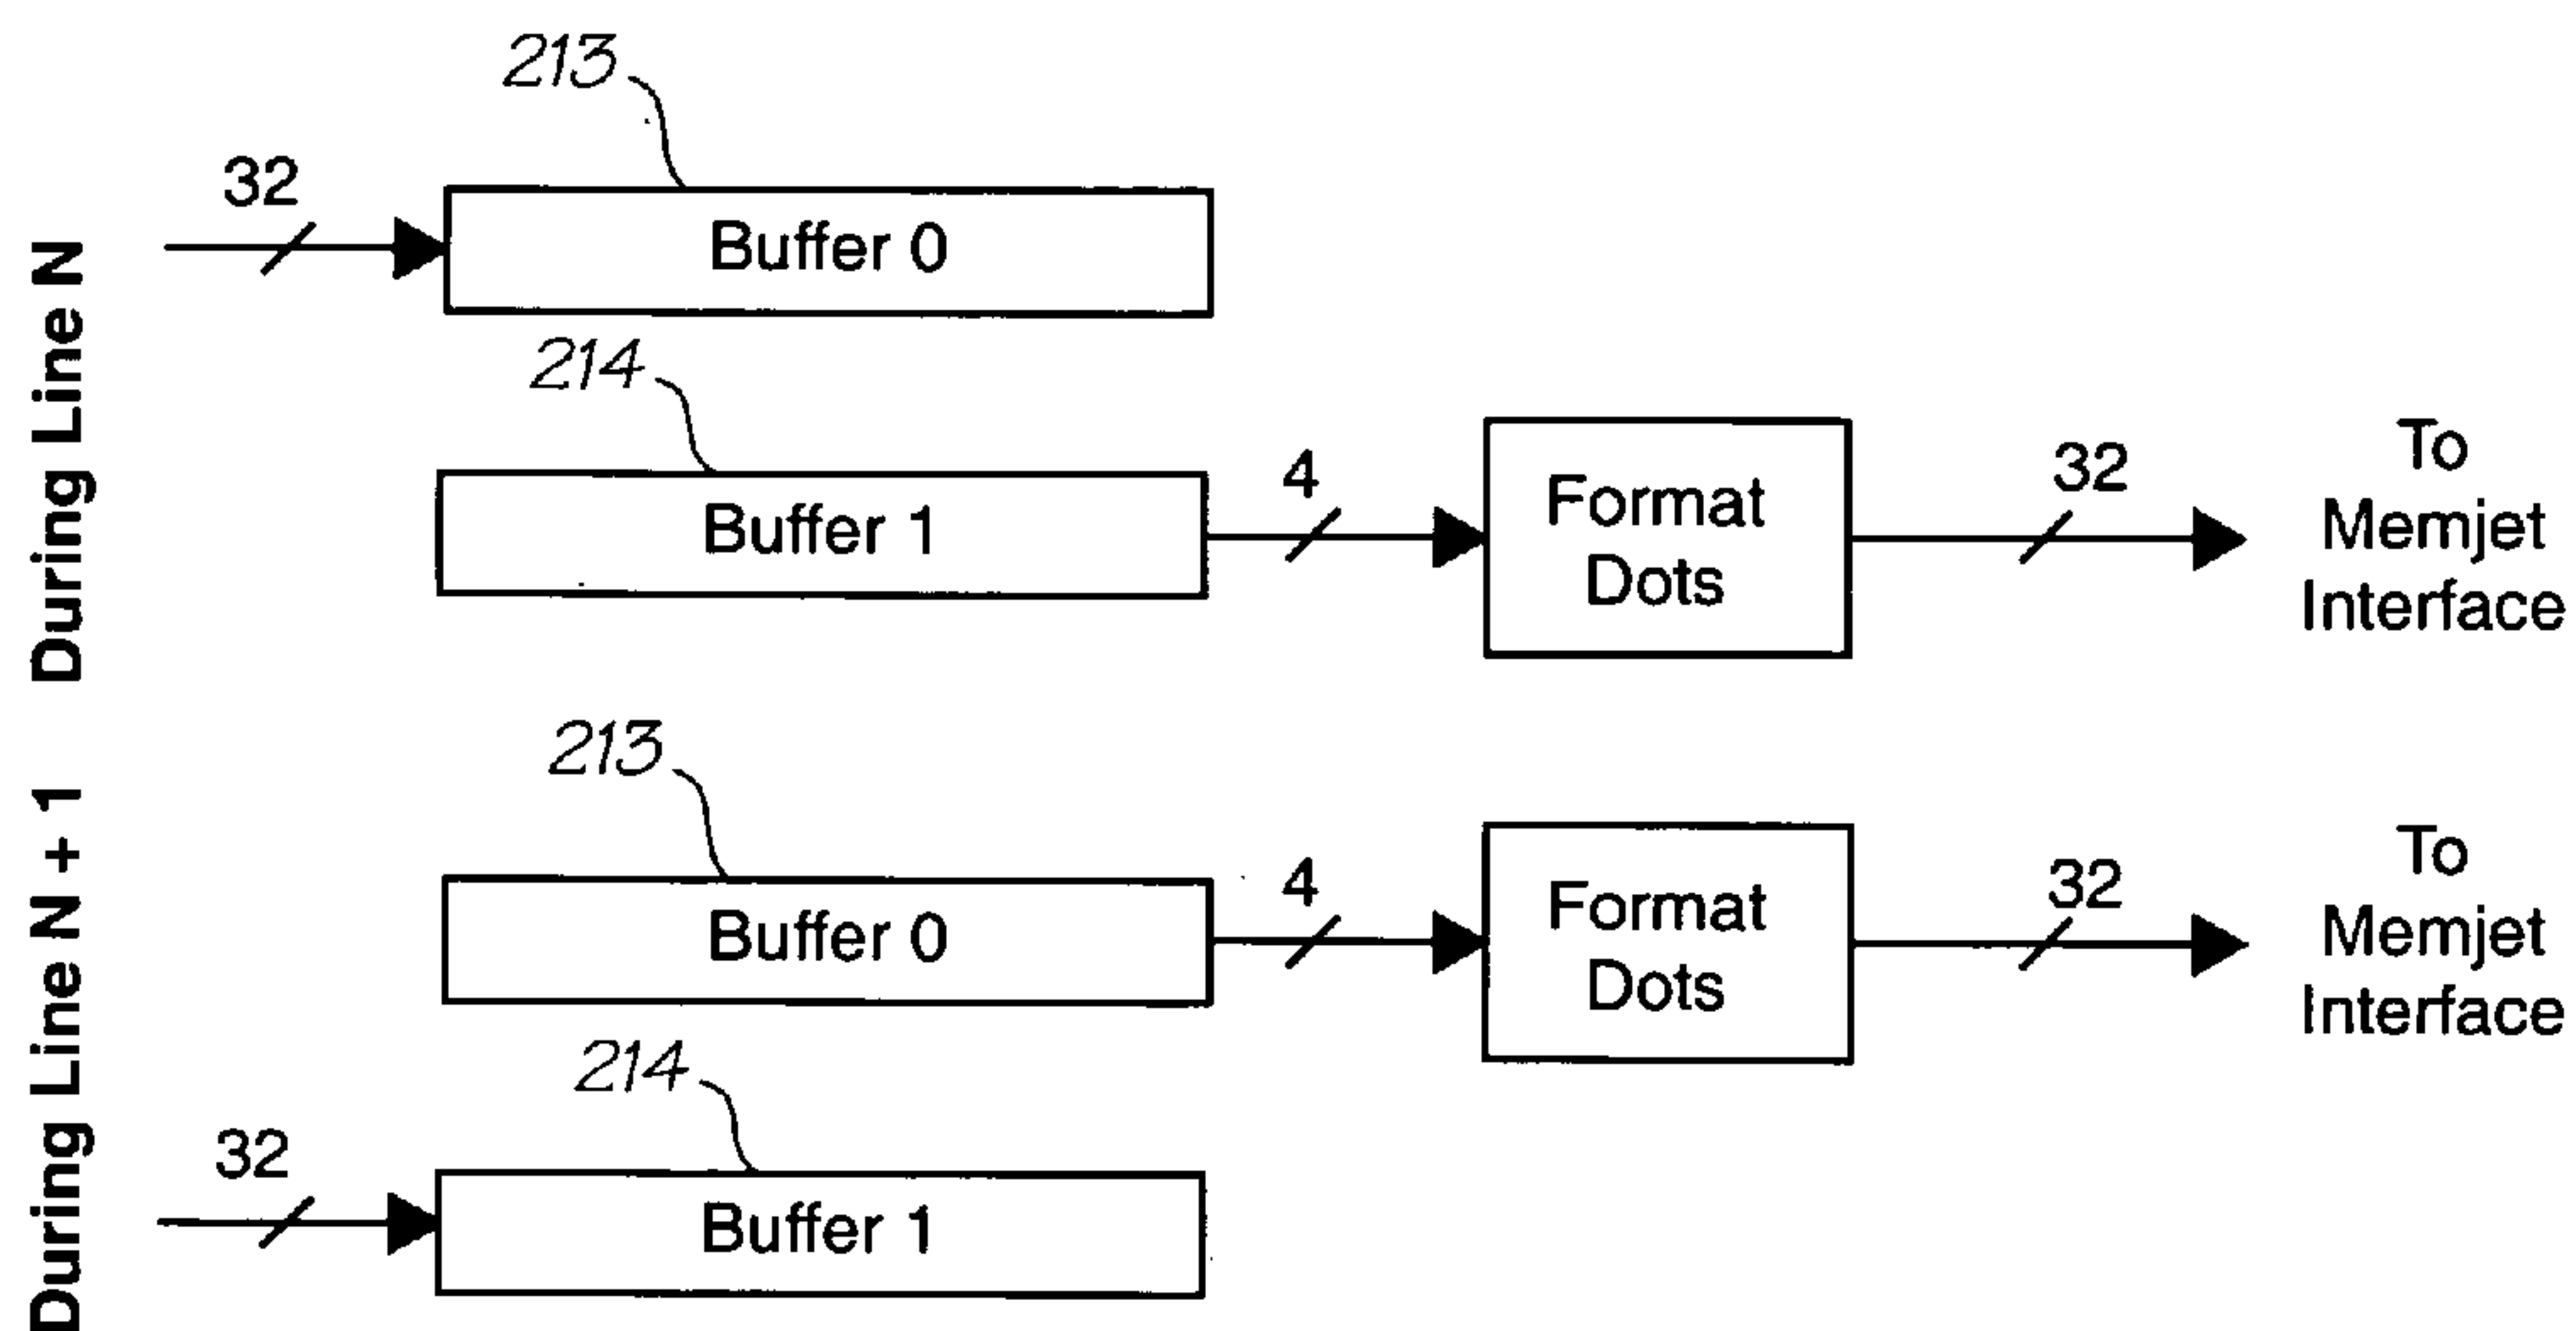 During Line N
213
32
Buffer 0
214
Buffer 1
4
Format
Dots
32
To
Memjet
Interface
During Line N + 1
213
Buffer 0
4
Format
Dots
32
To
Memjet
Interface
214
32
Buffer 1